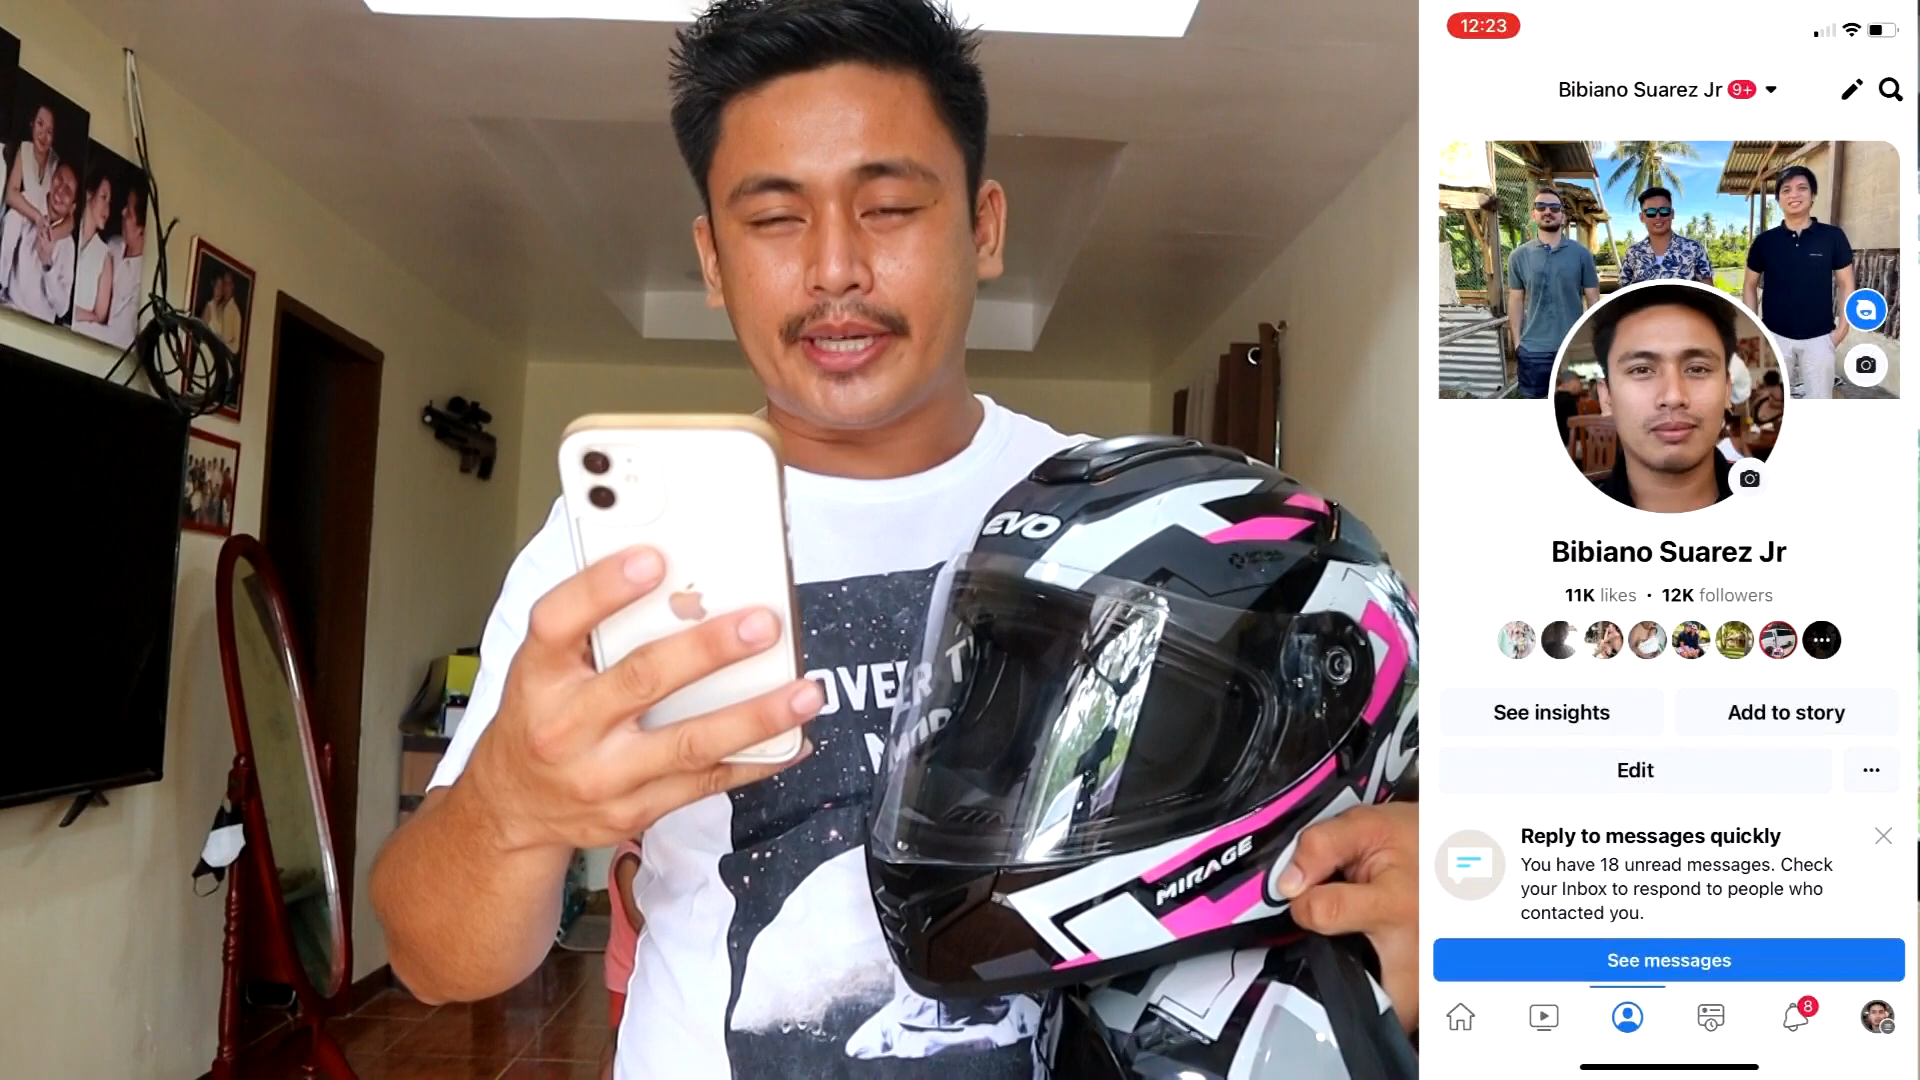 EVO
OVER T
MIRAGE
12:23
Bibiano Suarez Jr 9+
Bibiano Suarez Jr
11K likes • 12K followers
See insights
Add to story
Edit
Reply to messages quickly
You have 18 unread messages. Check
your Inbox to respond to people who
contacted you.
See messages
8